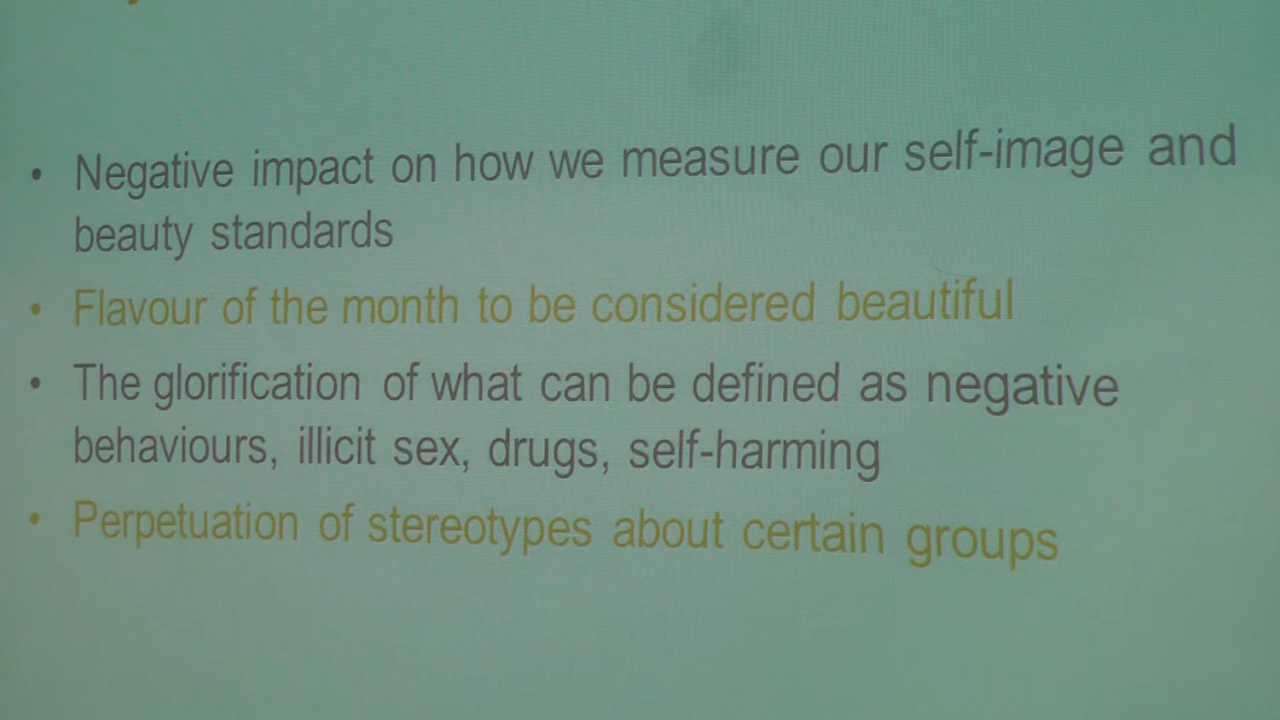 • Negative impact on how we measure our self-image and
beauty standards
• Flavour of the month to be considered beautiful
• The glorification of what can be defined as negative
behaviours, illicit sex, drugs, self-harming
• Perpetuation of stereotypes about certain groups